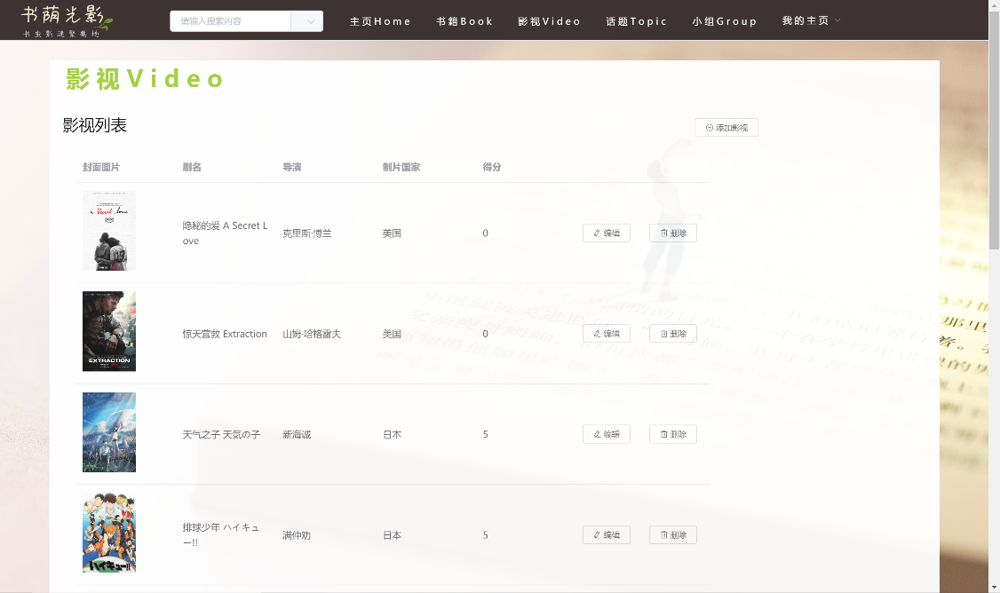 书荫光影
书虫影迷聚集地
请输入搜索内容
主页Home 书籍Book 影视Video 话题Topic 小组Group 我的主页
影视Video
影视列表
添加影视
封面图片 剧名 导演 制片国家 得分
a secret love
隐秘的爱 A Secret L
ove
克里斯·博兰 美国 0 编辑 删除
EXTRACTION
惊天营救 Extraction 山姆·哈格雷夫 美国 0 编辑 删除
天气之子 天気の子 新海诚 日本 5 编辑 删除
ハイキュー!!
排球少年 ハイキュ
ー!!
满仲劝 日本 5 编辑 删除